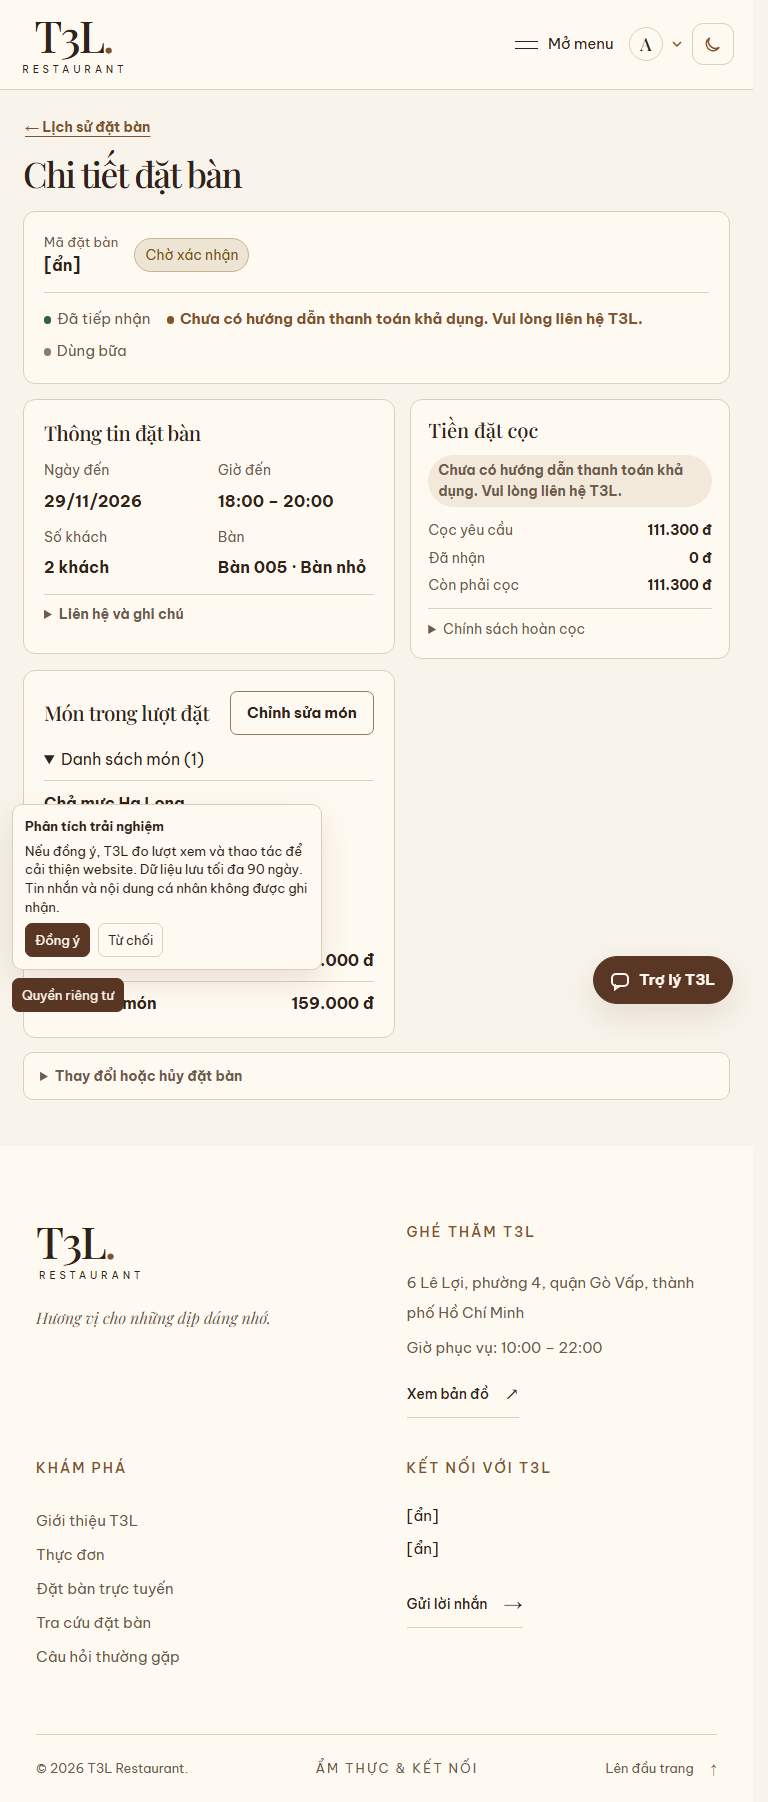 T3L.
RESTAURANT
Mở menu
A
← Lịch sử đặt bàn
Chi tiết đặt bàn
Mã đặt bàn
[ẩn]
Chờ xác nhận
Đã tiếp nhận
Chưa có hướng dẫn thanh toán khả dụng. Vui lòng liên hệ T3L.
Dùng bữa
Thông tin đặt bàn
Ngày đến
Giờ đến
29/11/2026
18:00 – 20:00
Số khách
Bàn
2 khách
Bàn 005 · Bàn nhỏ
Liên hệ và ghi chú
Tiền đặt cọc
Chưa có hướng dẫn thanh toán khả
dụng. Vui lòng liên hệ T3L.
Cọc yêu cầu
111.300 đ
Đã nhận
0 đ
Còn phải cọc
111.300 đ
Chính sách hoàn cọc
Món trong lượt đặt
Chỉnh sửa món
Danh sách món (1)
Chả mực Hạ Long
Phân tích trải nghiệm
Nếu đồng ý, T3L đo lượt xem và thao tác để
cải thiện website. Dữ liệu lưu tối đa 90 ngày.
Tin nhắn và nội dung cá nhân không được ghi
nhận.
Đồng ý
Từ chối
.000 đ
Quyền riêng tư
món
159.000 đ
Trợ lý T3L
Thay đổi hoặc hủy đặt bàn
T3L.
RESTAURANT
Hương vị cho những dịp đáng nhớ.
GHÉ THĂM T3L
6 Lê Lợi, phường 4, quận Gò Vấp, thành
phố Hồ Chí Minh
Giờ phục vụ: 10:00 – 22:00
Xem bản đồ ↗
KHÁM PHÁ
Giới thiệu T3L
Thực đơn
Đặt bàn trực tuyến
Tra cứu đặt bàn
Câu hỏi thường gặp
KẾT NỐI VỚI T3L
[ẩn]
[ẩn]
Gửi lời nhắn →
© 2026 T3L Restaurant.
ẨM THỰC & KẾT NỐI
Lên đầu trang ↑